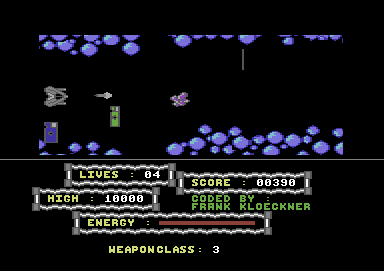 LIVES : 04
SCORE : 00390
HIGH : 10000
CODED BY :
FRANK KLOECKNER
ENERGY :
WEAPONCLASS: 3